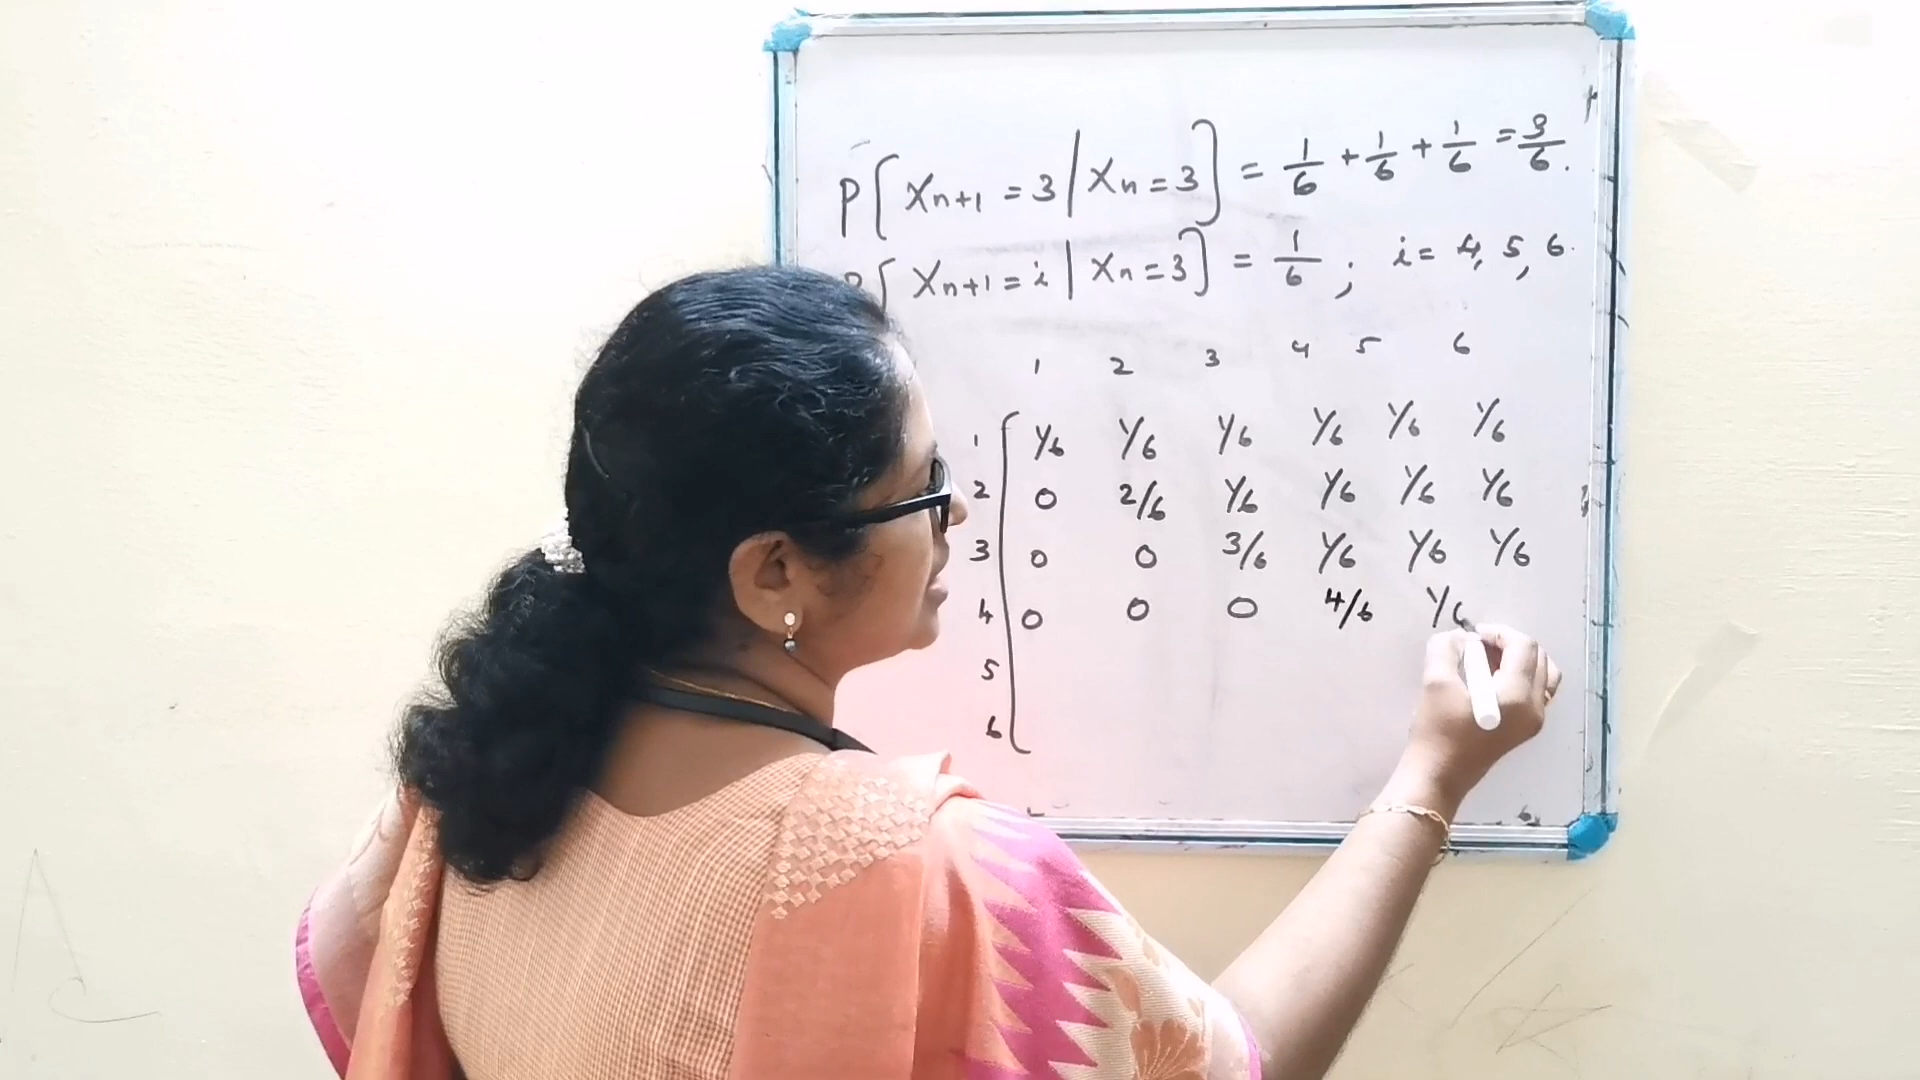 P[Xn+1 = 3 | Xn = 3] = 1/6 + 1/6 + 1/6 = 3/6.
P[Xn+1 = i | Xn = 3] = 1/6 ; i = 4, 5, 6.
1 2 3 4 5 6
1 1/6 1/6 1/6 1/6 1/6 1/6
2 0 2/6 1/6 1/6 1/6 1/6
3 0 0 3/6 1/6 1/6 1/6
4 0 0 0 4/6 1/6
5
6